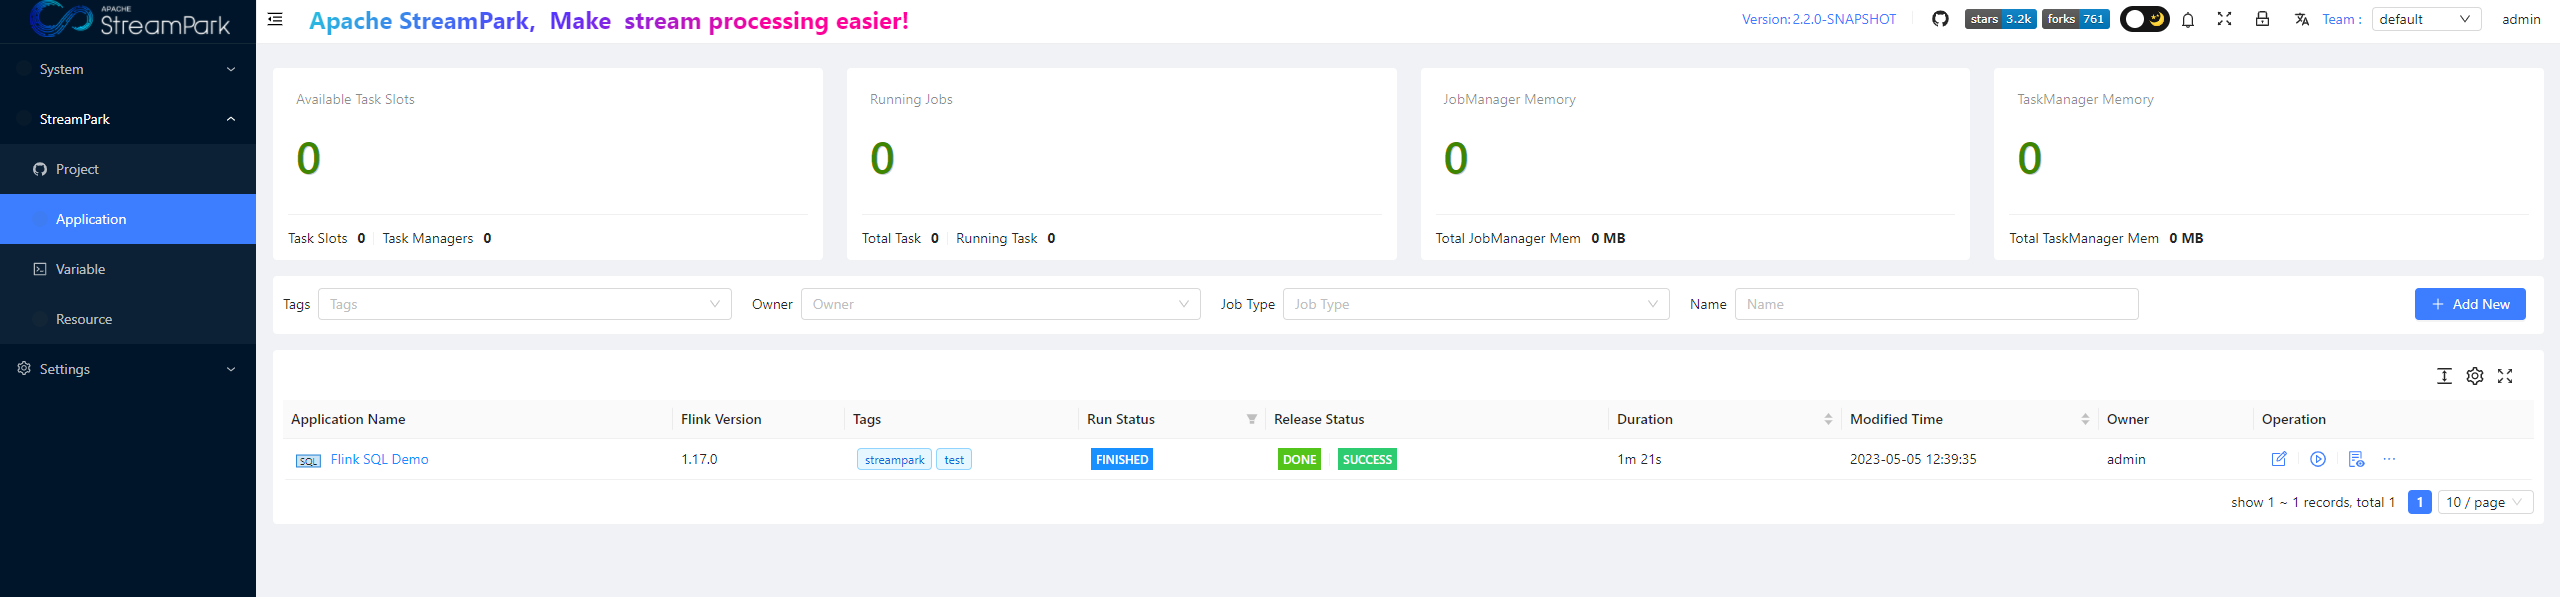 APACHE
StreamPark
Apache StreamPark, Make stream processing easier!
Version: 2.2.0-SNAPSHOT
stars 3.2k forks 761
Team : default
admin
System
StreamPark
Project
Application
Variable
Resource
Settings
Available Task Slots
0
Task Slots 0 Task Managers 0
Running Jobs
0
Total Task 0 Running Task 0
JobManager Memory
0
Total JobManager Mem 0 MB
TaskManager Memory
0
Total TaskManager Mem 0 MB
Tags Tags Owner Owner Job Type Job Type Name Name + Add New
Application Name Flink Version Tags Run Status Release Status Duration Modified Time Owner Operation
SQL Flink SQL Demo 1.17.0 streampark test FINISHED DONE SUCCESS 1m 21s 2023-05-05 12:39:35 admin ...
show 1 ~ 1 records, total 1 1 10 / page